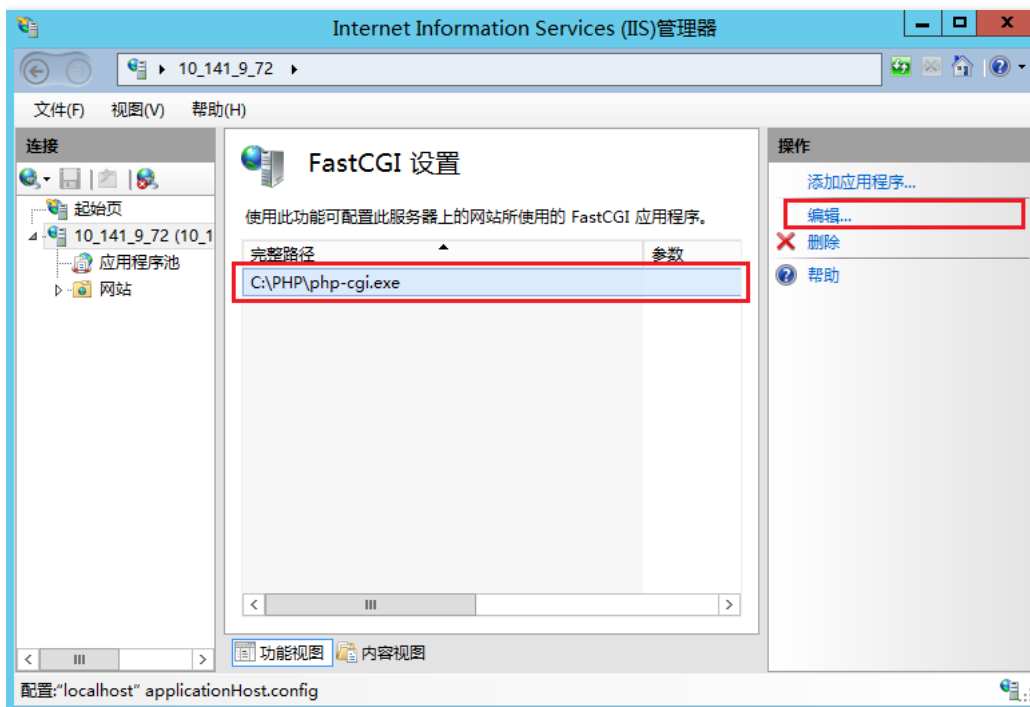 Internet Information Services (IIS)管理器
10_141_9_72
文件(F) 视图(V) 帮助(H)
连接
起始页
10_141_9_72 (10_1
应用程序池
网站
FastCGI 设置
使用此功能可配置此服务器上的网站所使用的 FastCGI 应用程序。
完整路径 参数
C:\PHP\php-cgi.exe
功能视图 内容视图
操作
添加应用程序...
编辑...
删除
帮助
配置:"localhost" applicationHost.config